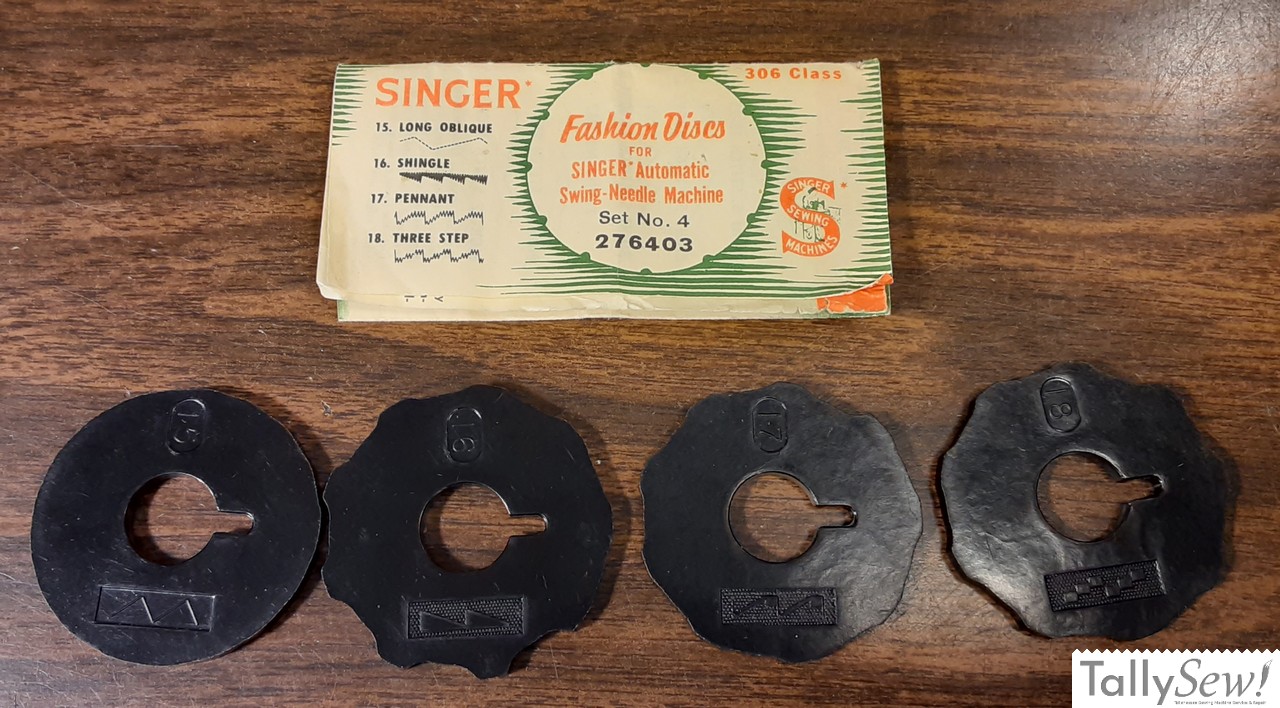 SINGER*
306 Class
15. LONG OBLIQUE
16. SHINGLE
17. PENNANT
18. THREE STEP
Fashion Discs
FOR
SINGER* Automatic
Swing-Needle Machine
Set No. 4
276403
SINGER
SEWING
MACHINES
*
15
16
17
18
TallySew!